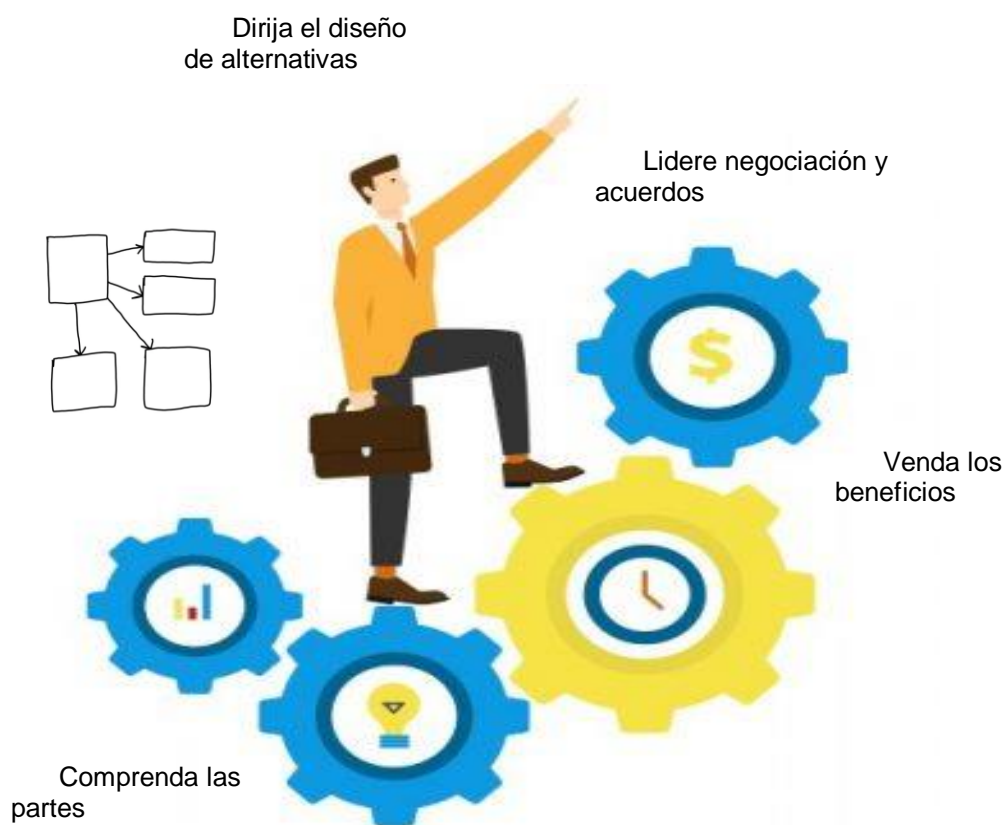 Dirija el diseño
de alternativas
Lidere negociación y
acuerdos
$
Venda los
beneficios
Comprenda las
partes